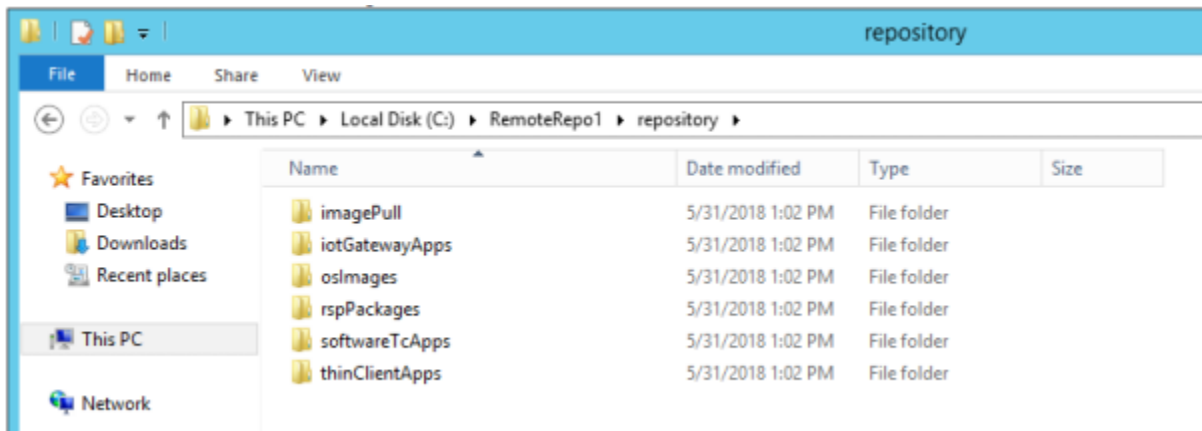 repository
File Home Share View
This PC Local Disk (C:) RemoteRepo1 repository
Name Date modified Type Size
Favorites
Desktop
Downloads
Recent places
This PC
Network
imagePull 5/31/2018 1:02 PM File folder
iotGatewayApps 5/31/2018 1:02 PM File folder
osImages 5/31/2018 1:02 PM File folder
rspPackages 5/31/2018 1:02 PM File folder
softwareTcApps 5/31/2018 1:02 PM File folder
thinClientApps 5/31/2018 1:02 PM File folder